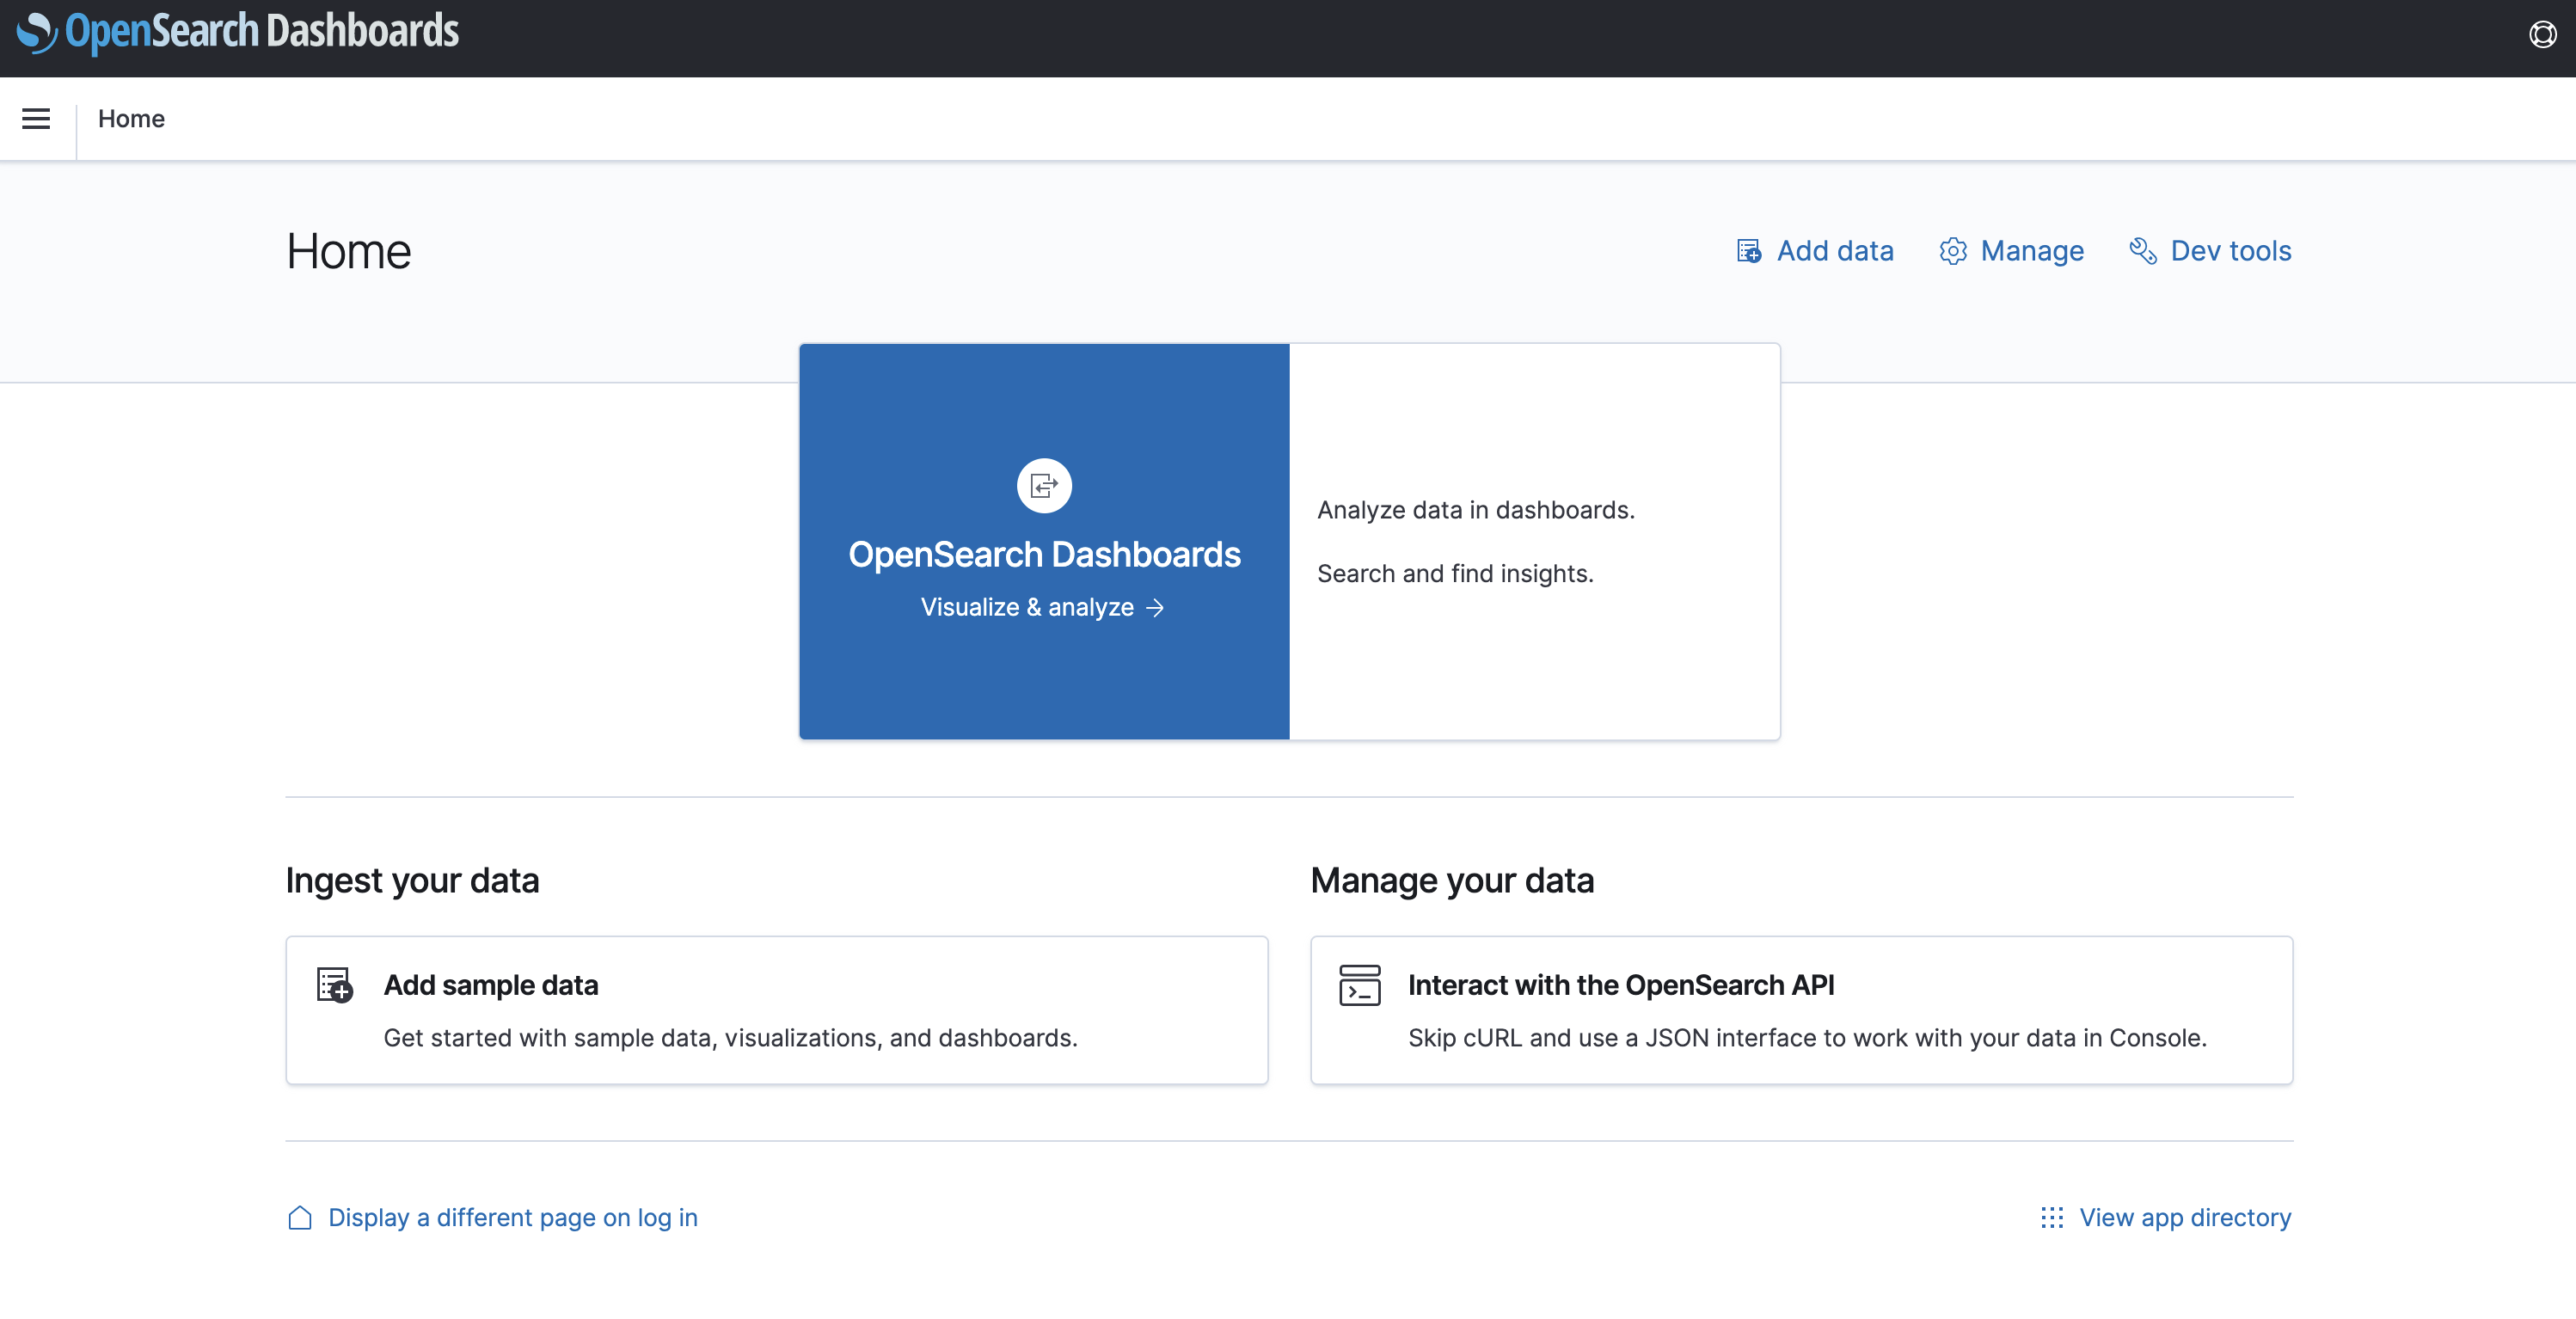 OpenSearch Dashboards
Home
Home
Add data
Manage
Dev tools
OpenSearch Dashboards
Visualize & analyze →
Analyze data in dashboards.
Search and find insights.
Ingest your data
Add sample data
Get started with sample data, visualizations, and dashboards.
Manage your data
Interact with the OpenSearch API
Skip cURL and use a JSON interface to work with your data in Console.
Display a different page on log in
View app directory